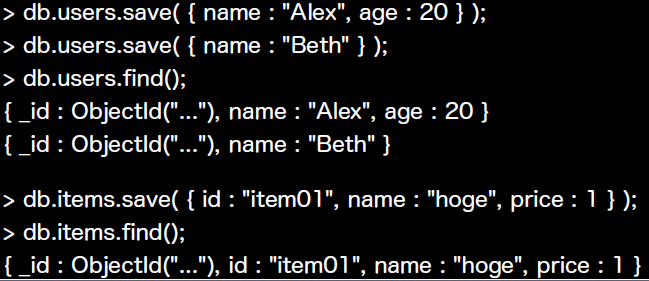 > db.users.save( { name : "Alex", age : 20 } );
> db.users.save( { name : "Beth" } );
> db.users.find();
{ _id : ObjectId("..."), name : "Alex", age : 20 }
{ _id : ObjectId("..."), name : "Beth" }
> db.items.save( { id : "item01", name : "hoge", price : 1 } );
> db.items.find();
{ _id : ObjectId("..."), id : "item01", name : "hoge", price : 1 }